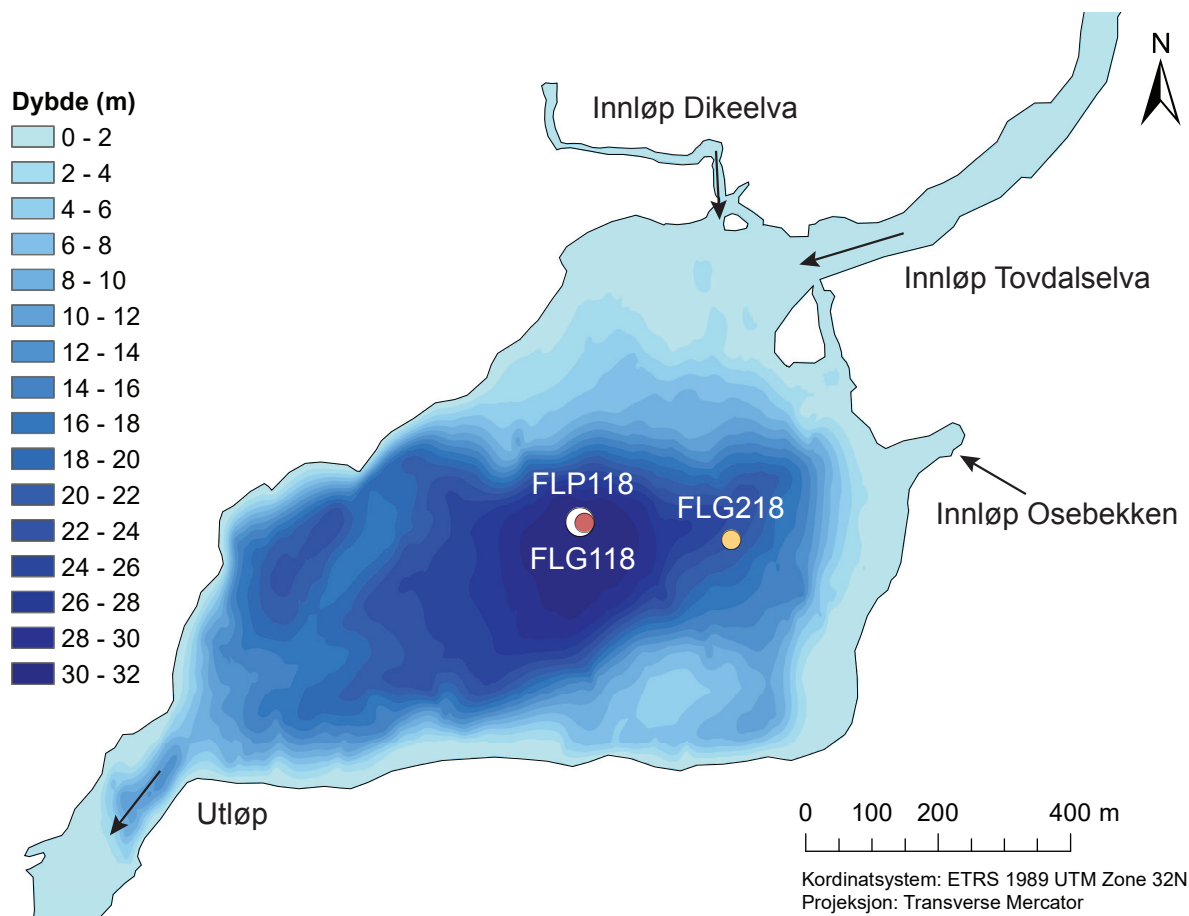 N
Dybde (m)
0 - 2
2 - 4
4 - 6
6 - 8
8 - 10
10 - 12
12 - 14
14 - 16
16 - 18
18 - 20
20 - 22
22 - 24
24 - 26
26 - 28
28 - 30
30 - 32
Innløp Dikeelva
Innløp Tovdalselva
FLP118
FLG218
FLG118
Innløp Osebekken
Utløp
0 100 200 400 m
Kordinatsystem: ETRS 1989 UTM Zone 32N
Projeksjon: Transverse Mercator